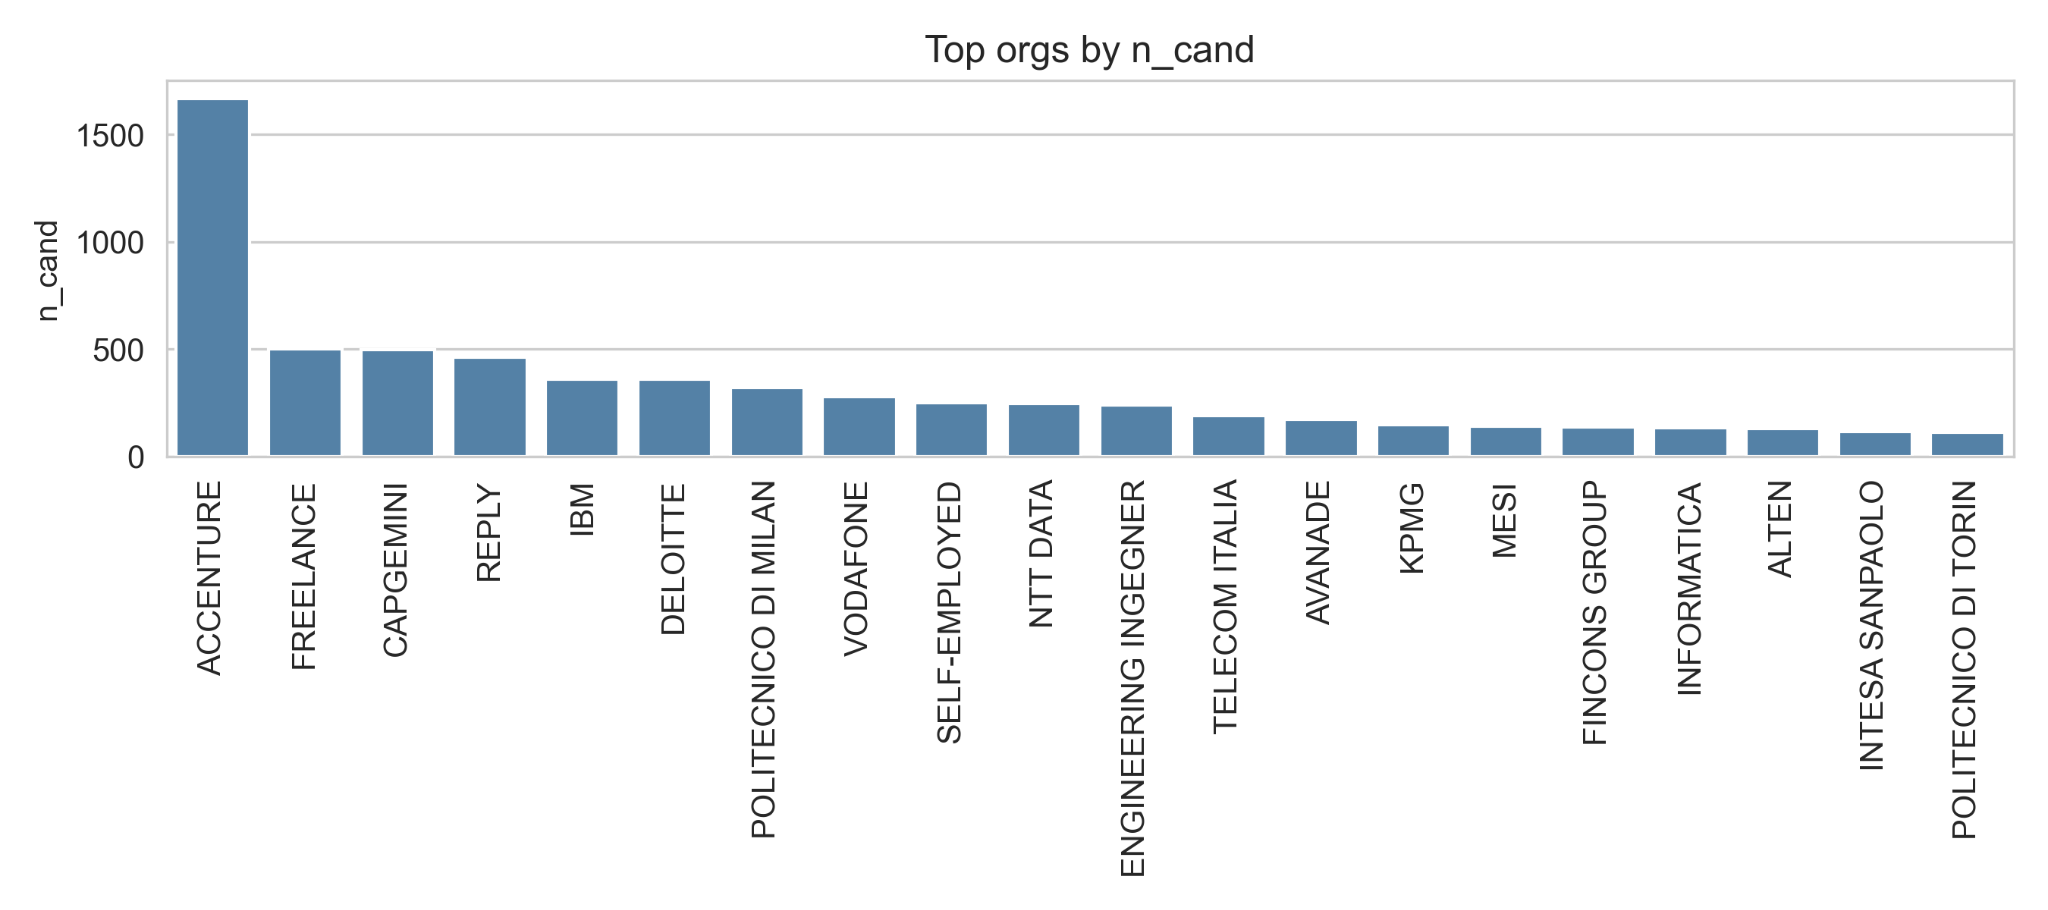 Top orgs by n_cand
n_cand
1500
1000
500
0
ACCENTURE
FREELANCE
CAPGEMINI
REPLY
IBM
DELOITTE
POLITECNICO DI MILAN
VODAFONE
SELF-EMPLOYED
NTT DATA
ENGINEERING INGEGNER
TELECOM ITALIA
AVANADE
KPMG
MESI
FINCONS GROUP
INFORMATICA
ALTEN
INTESA SANPAOLO
POLITECNICO DI TORIN